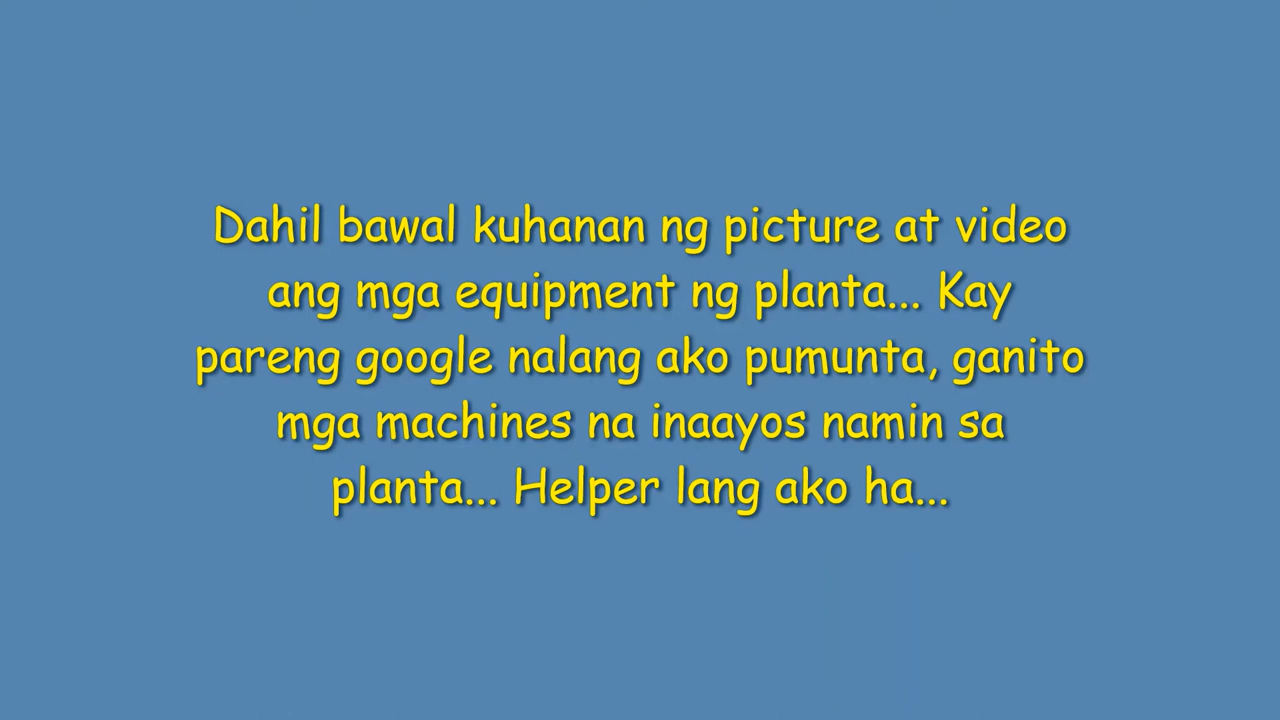 Dahil bawal kuhanan ng picture at video
ang mga equipment ng planta... Kay
pareng google nalang ako pumunta, ganito
mga machines na inaayos namin sa
planta... Helper lang ako ha...